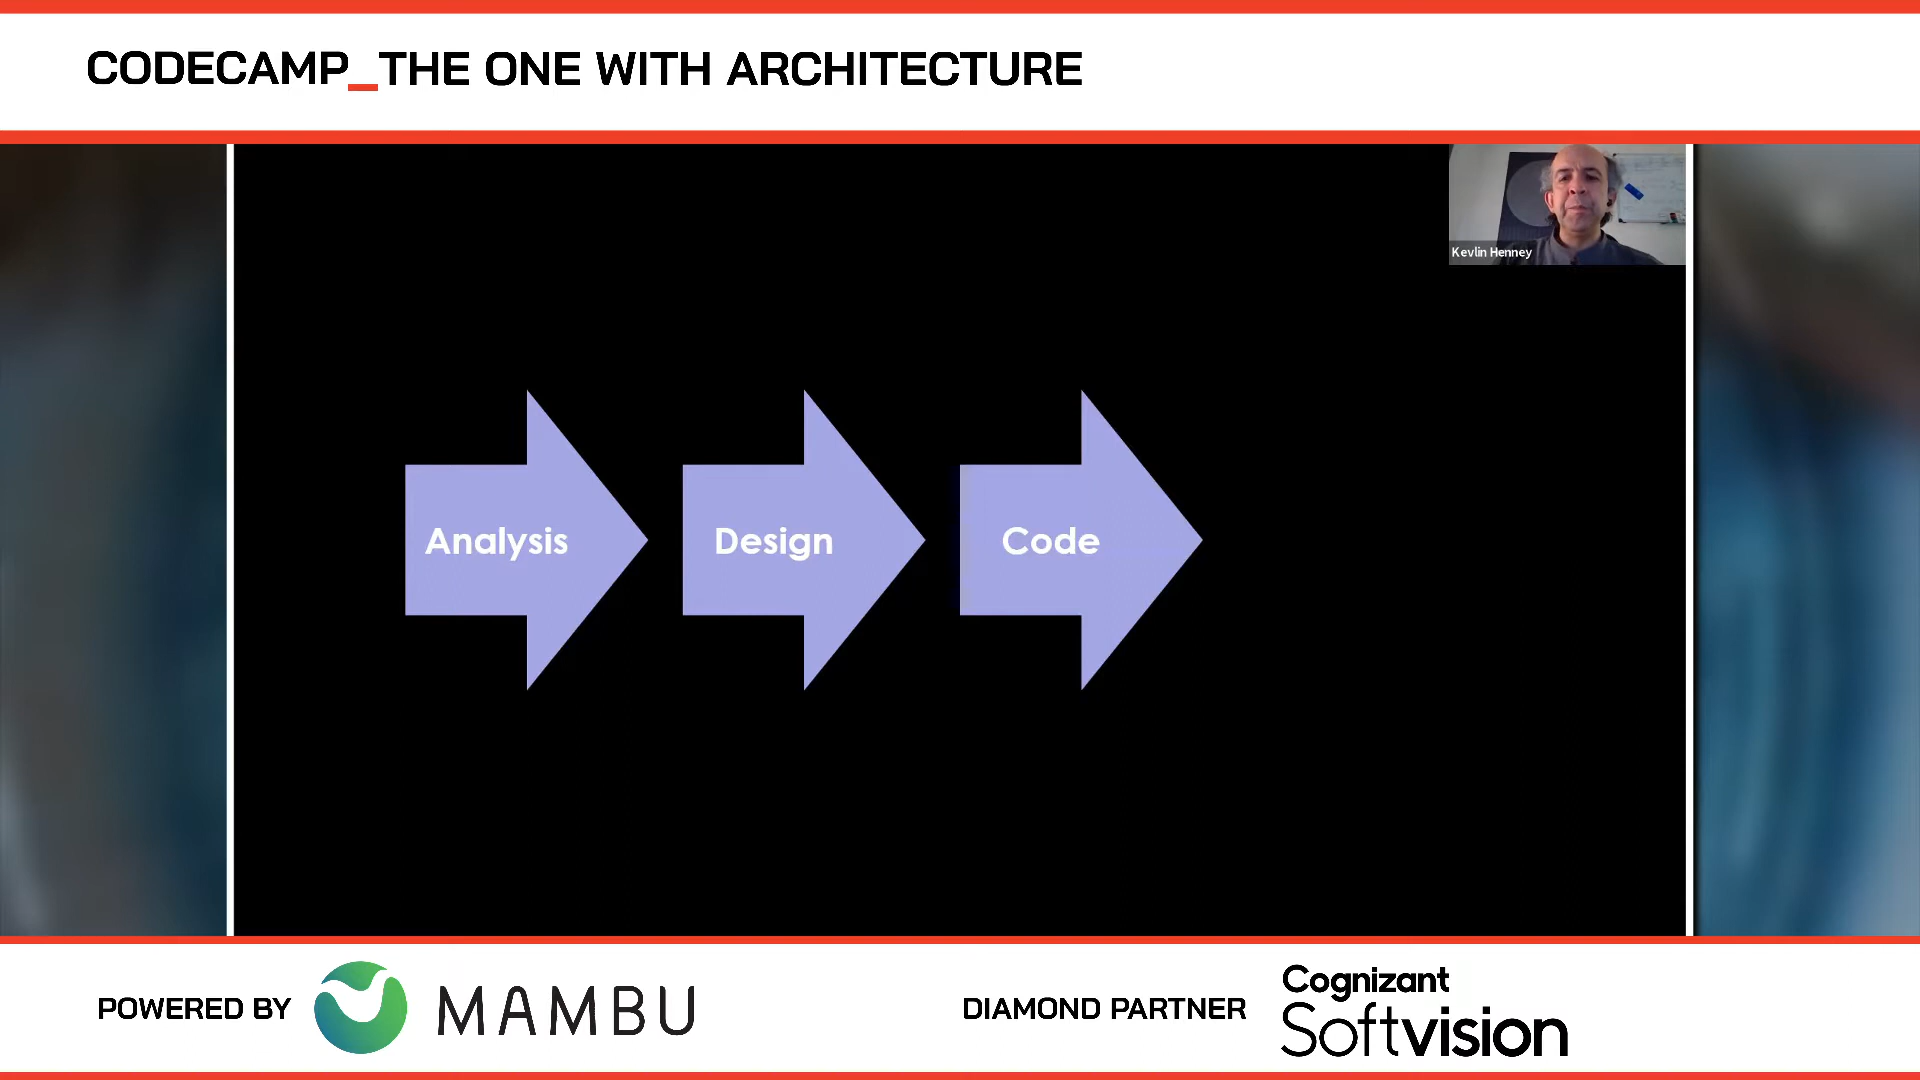 CODECAMP_THE ONE WITH ARCHITECTURE
Kevlin Henney
Analysis
Design
Code
POWERED BY
MAMBU
DIAMOND PARTNER
Cognizant
Softvision